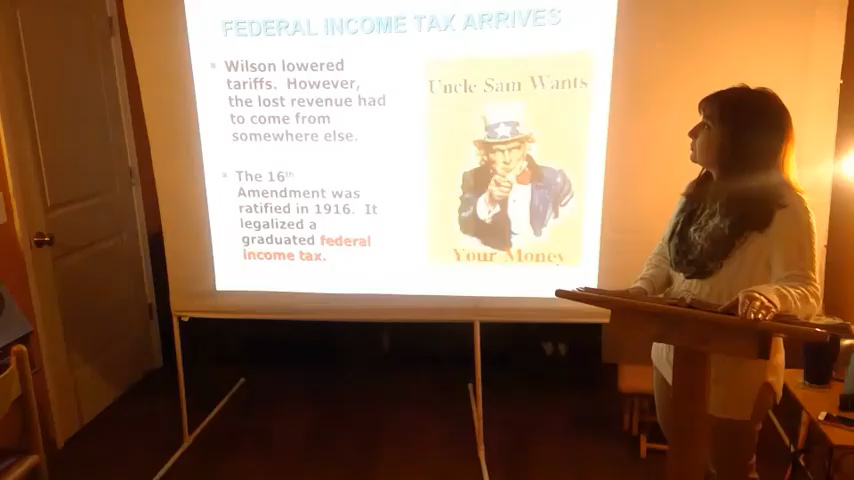 FEDERAL INCOME TAX ARRIVES
Wilson lowered
tariffs. However,
the lost revenue had
to come from
somewhere else.
The 16th
Amendment was
ratified in 1916. It
legalized a
graduated federal
income tax.
Uncle Sam Wants
Your Money